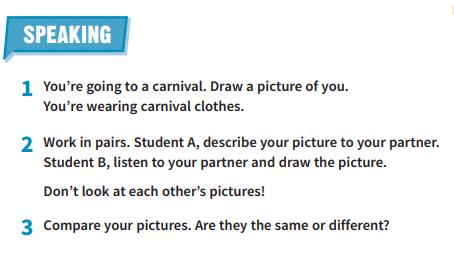 SPEAKING
1 You're going to a carnival. Draw a picture of you.
You're wearing carnival clothes.
2 Work in pairs. Student A, describe your picture to your partner.
Student B, listen to your partner and draw the picture.
Don't look at each other's pictures!
3 Compare your pictures. Are they the same or different?